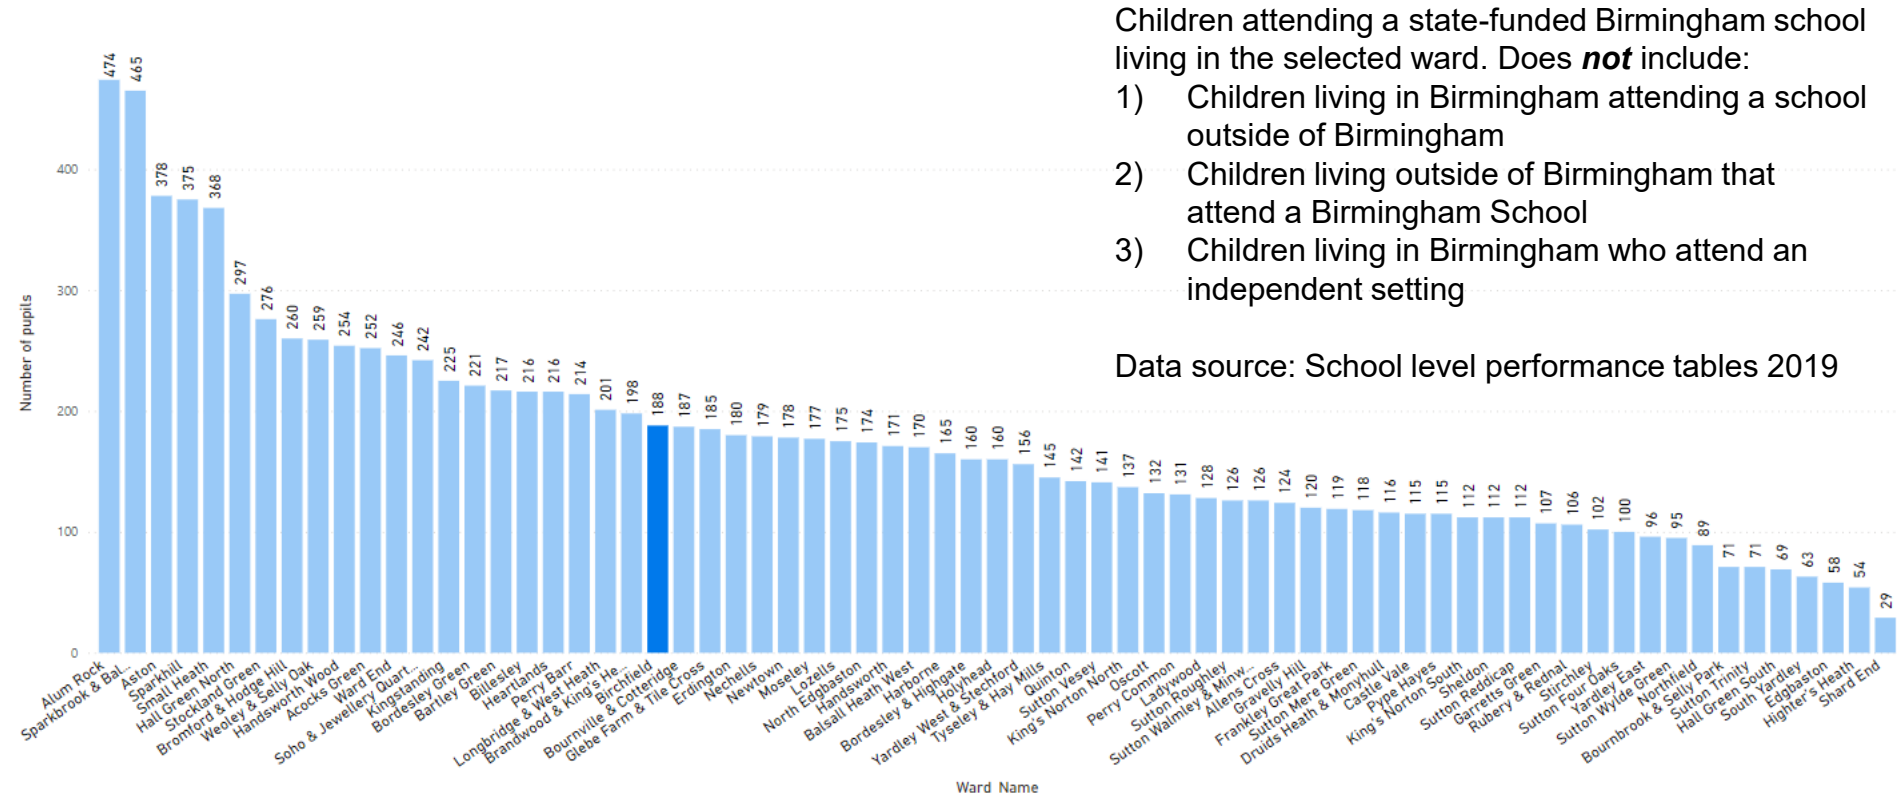 Children attending a state-funded Birmingham school
living in the selected ward. Does not include:
1) Children living in Birmingham attending a school
outside of Birmingham
2) Children living outside of Birmingham that
attend a Birmingham School
3) Children living in Birmingham who attend an
independent setting
Data source: School level performance tables 2019
Number of pupils
400
300
200
100
0
474
465
378
375
368
297
276
260
259
254
252
246
242
225
221
217
216
216
214
201
198
188
187
185
180
179
178
177
175
174
171
170
165
160
160
156
145
142
141
137
132
131
128
126
126
124
120
119
118
116
115
115
112
112
112
107
106
102
100
96
95
89
71
71
69
63
58
54
29
Alum Rock
Sparkbrook & Bal...
Aston
Sparkhill
Small Heath
Hall Green North
Stockland Green
Bromford & Hodge Hill
Weoley & Selly Oak
Handsworth Wood
Acocks Green
Ward End
Soho & Jewellery Quart...
Kingstanding
Bordesley Green
Bartley Green
Billesley
Heartlands
Perry Barr
Longbridge & West Heath
Brandwood & King's He...
Birchfield
Bournville & Cotteridge
Glebe Farm & Tile Cross
Erdington
Nechells
Newtown
Moseley
Lozells
North Edgbaston
Handsworth
Balsall Heath West
Harborne
Bordesley & Highgate
Holyhead
Yardley West & Stechford
Tyseley & Hay Mills
Quinton
Sutton Vesey
King's Norton North
Oscott
Perry Common
Ladywood
Sutton Roughley
Sutton Walmley & Minw...
Allens Cross
Gravelly Hill
Frankley Great Park
Sutton Mere Green
Druids Heath & Monyhull
Castle Vale
Pype Hayes
King's Norton South
Sheldon
Sutton Reddicap
Garretts Green
Rubery & Rednal
Stirchley
Sutton Four Oaks
Yardley East
Sutton Wylde Green
Northfield
Bournbrook & Selly Park
Sutton Trinity
Hall Green South
South Yardley
Edgbaston
Highter's Heath
Shard End
Ward Name